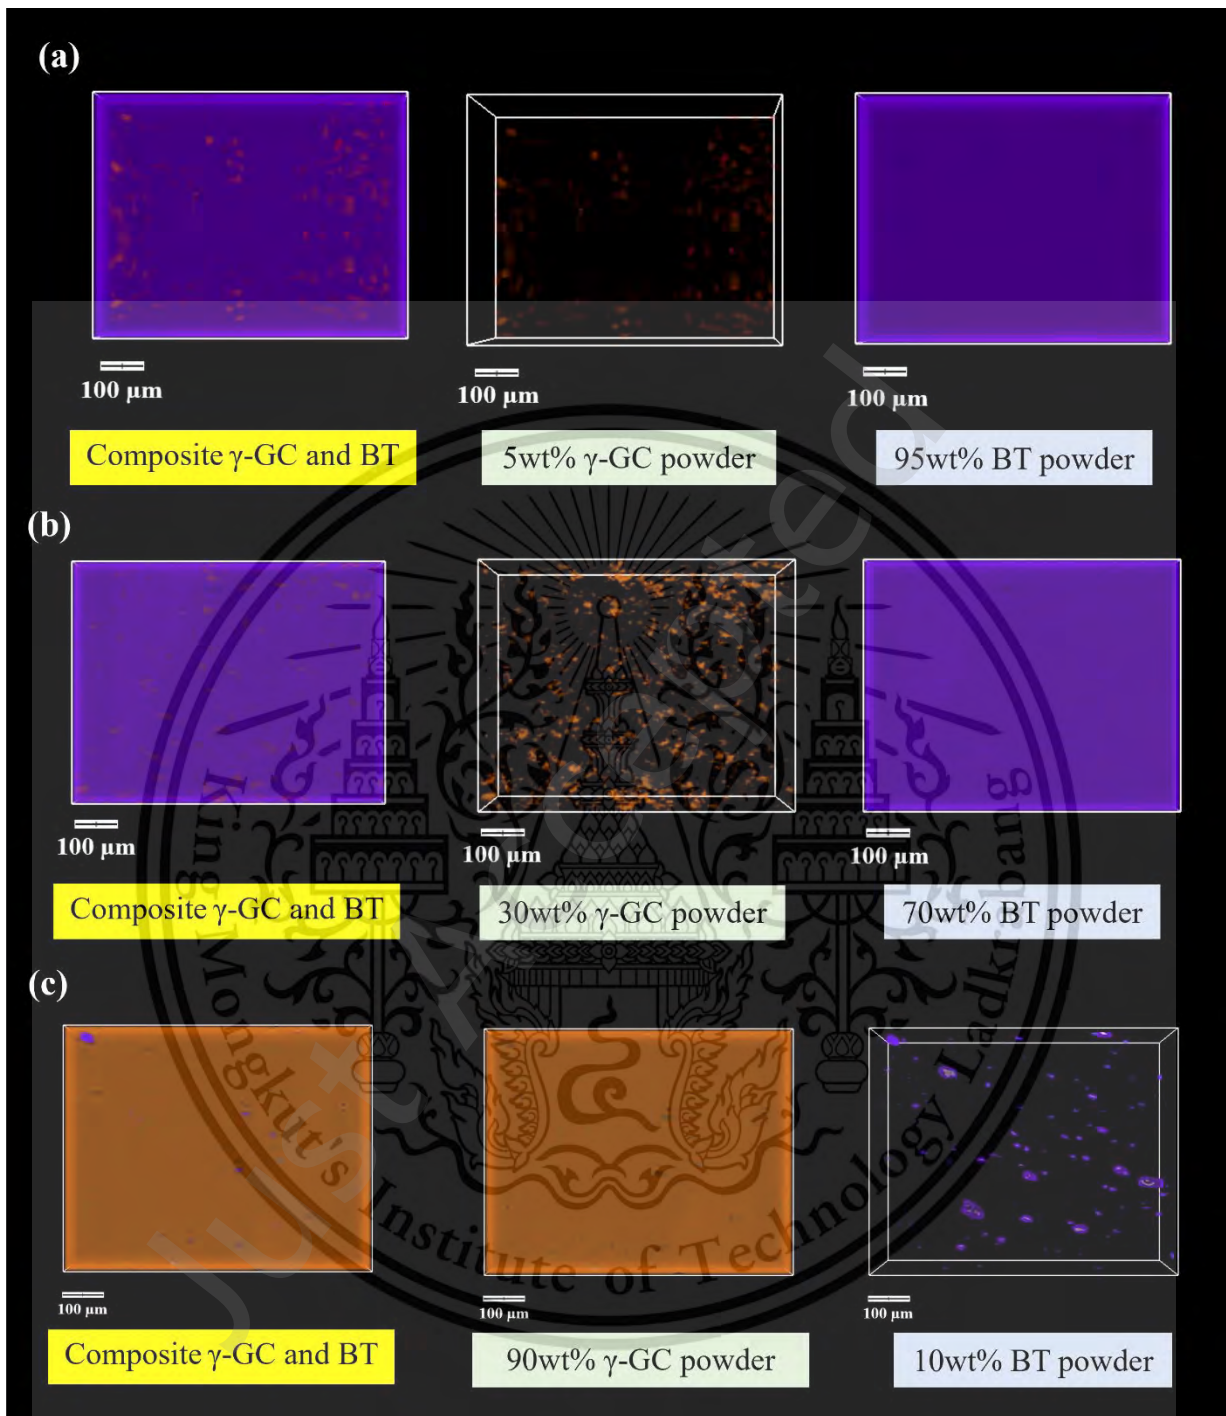 (a)
100 µm
100 µm
100 µm
Composite γ-GC and BT
5wt% γ-GC powder
95wt% BT powder
(b)
100 µm
100 µm
100 µm
Composite γ-GC and BT
30wt% γ-GC powder
70wt% BT powder
(c)
100 µm
100 µm
100 µm
Composite γ-GC and BT
90wt% γ-GC powder
10wt% BT powder
King Mongkut's Institute of Technology Ladkrabang
Just Accepted